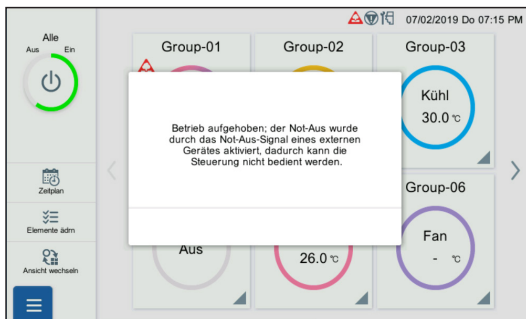 07/02/2019 Do 07:15 PM
Alle
Aus Ein
Group-01
Group-02
Group-03
Kühl
30.0 °C
Betrieb aufgehoben; der Not-Aus wurde
durch das Not-Aus-Signal eines externen
Gerätes aktiviert, dadurch kann die
Steuerung nicht bedient werden.
Zeitplan
Elemente ädrn
Ansicht wechseln
Group-06
Aus
26.0 °C
Fan
- °C